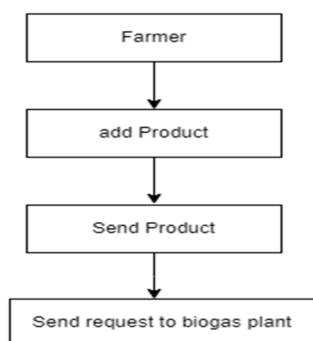 Farmer
add Product
Send Product
Send request to biogas plant